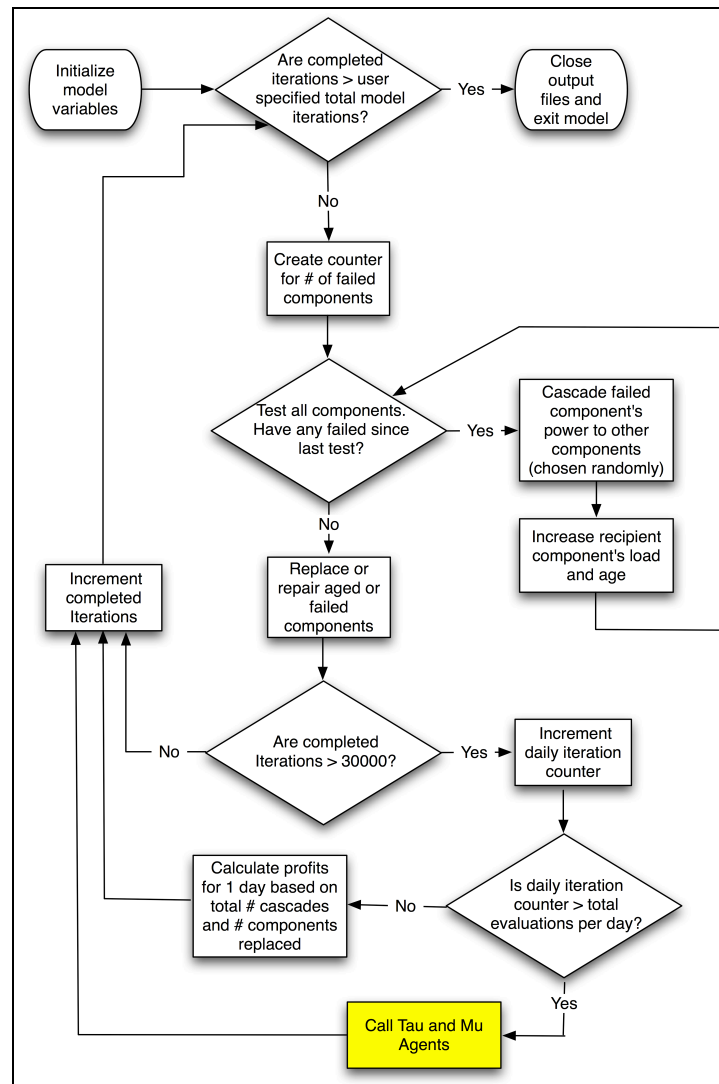 Initialize
model
variables
Are completed
iterations > user
specified total model
iterations?
Yes
Close
output
files and
exit model
No
Create counter
for # of failed
components
Test all components.
Have any failed since
last test?
Yes
Cascade failed
component's
power to other
components
(chosen randomly)
Increase recipient
component's load
and age
No
Replace or
repair aged or
failed
components
Increment
completed
Iterations
Are completed
Iterations > 30000?
No
Yes
Increment
daily iteration
counter
Is daily iteration
counter > total
evaluations per day?
No
Calculate profits
for 1 day based on
total # cascades
and # components
replaced
Yes
Call Tau and Mu
Agents